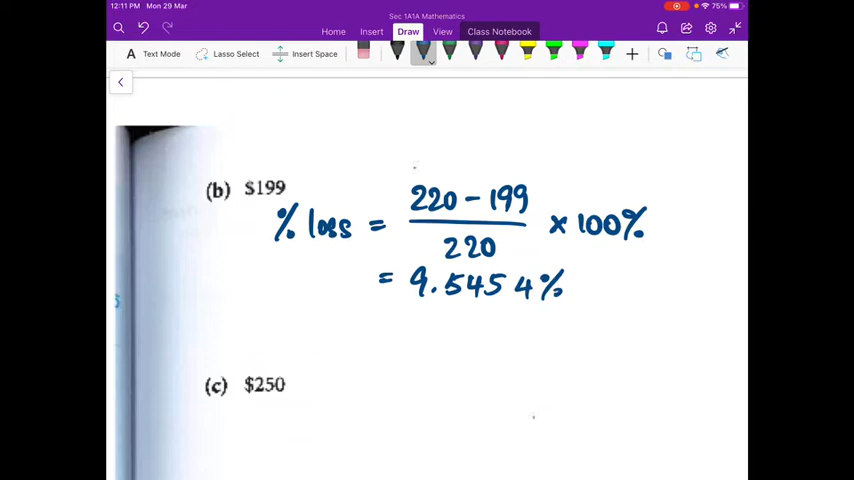 12:11 PM Mon 29 Mar
75%
Sec 1A1A Mathematics
Home Insert Draw View Class Notebook
A Text Mode Lasso Select Insert Space
(b) $199
% loss = 220 - 199 / 220 × 100%
= 9.5454%
(c) $250